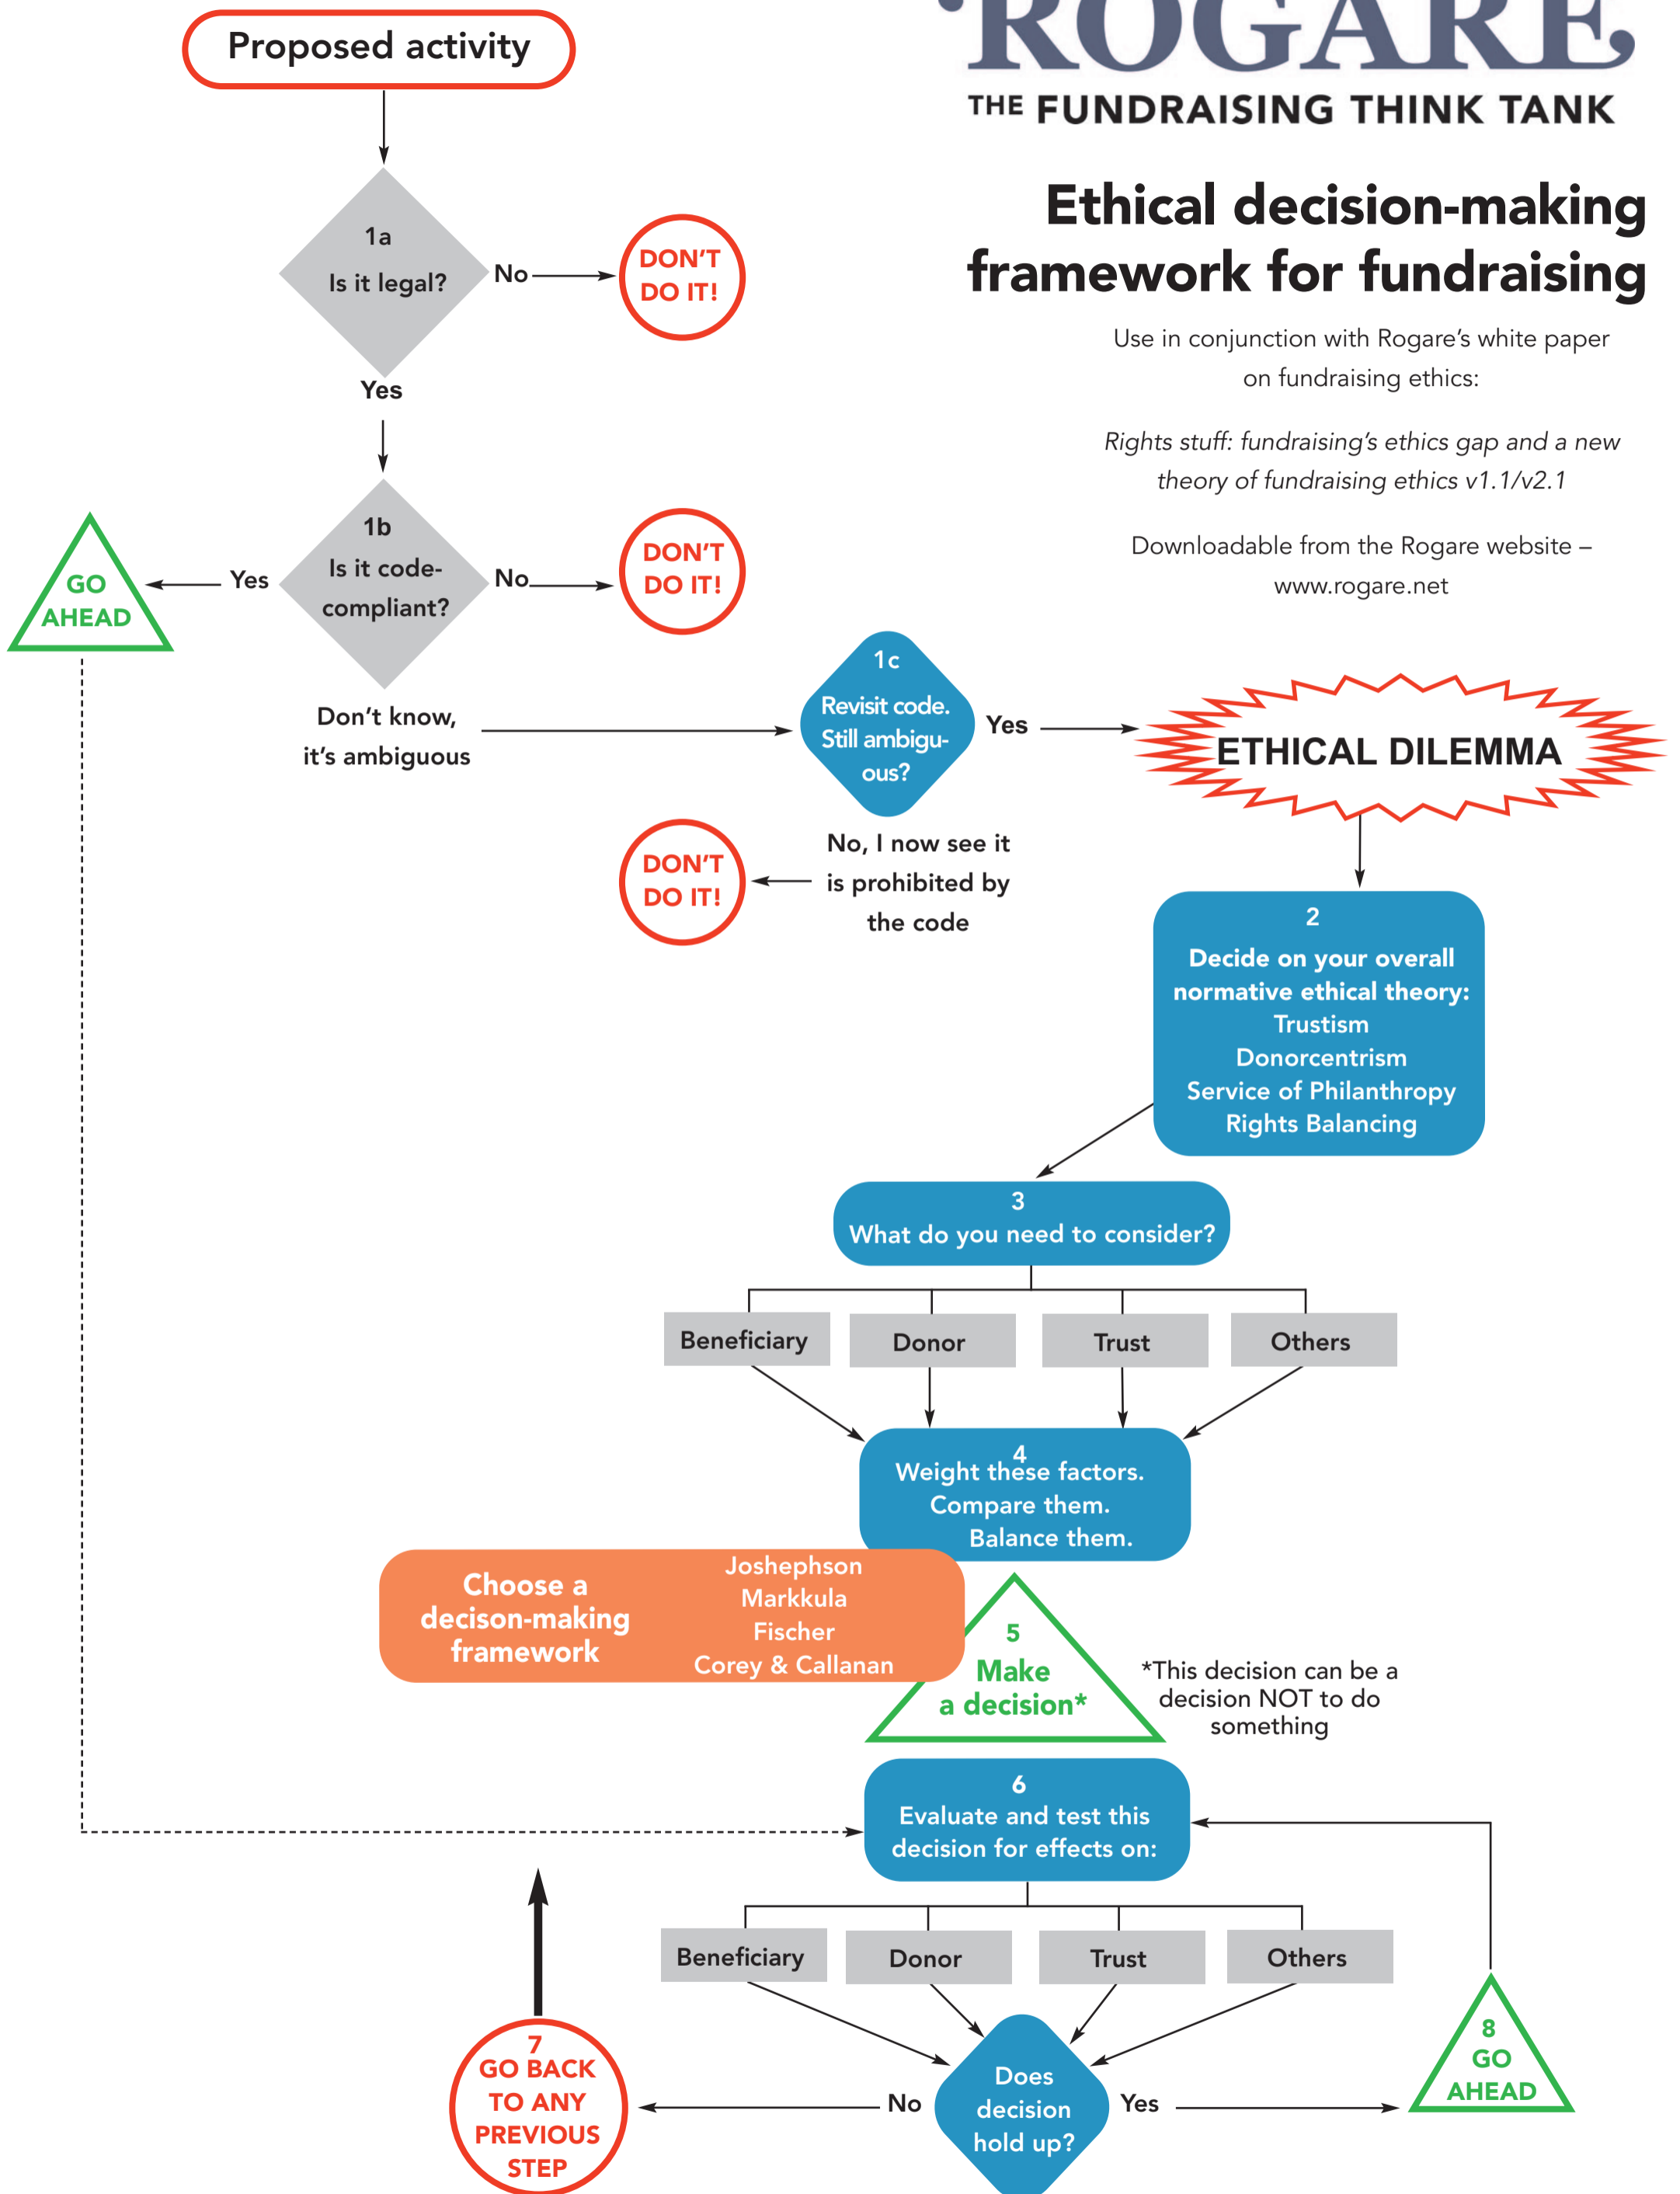 Proposed activity
ROGARE
THE FUNDRAISING THINK TANK
Ethical decision-making
framework for fundraising
Use in conjunction with Rogare’s white paper
on fundraising ethics:
Rights stuff: fundraising’s ethics gap and a new
theory of fundraising ethics v1.1/v2.1
Downloadable from the Rogare website –
www.rogare.net
1a
Is it legal?
No
DON’T
DO IT!
Yes
1b
Is it code-
compliant?
Yes
GO
AHEAD
No
DON’T
DO IT!
Don’t know,
it’s ambiguous
1c
Revisit code.
Still ambigu-
ous?
Yes
ETHICAL DILEMMA
No, I now see it
is prohibited by
the code
DON’T
DO IT!
2
Decide on your overall
normative ethical theory:
Trustism
Donorcentrism
Service of Philanthropy
Rights Balancing
3
What do you need to consider?
Beneficiary
Donor
Trust
Others
4
Weight these factors.
Compare them.
Balance them.
Choose a
decison-making
framework
Joshephson
Markkula
Fischer
Corey & Callanan
5
Make
a decision*
*This decision can be a
decision NOT to do
something
6
Evaluate and test this
decision for effects on:
Beneficiary
Donor
Trust
Others
Does
decision
hold up?
No
7
GO BACK
TO ANY
PREVIOUS
STEP
Yes
8
GO
AHEAD